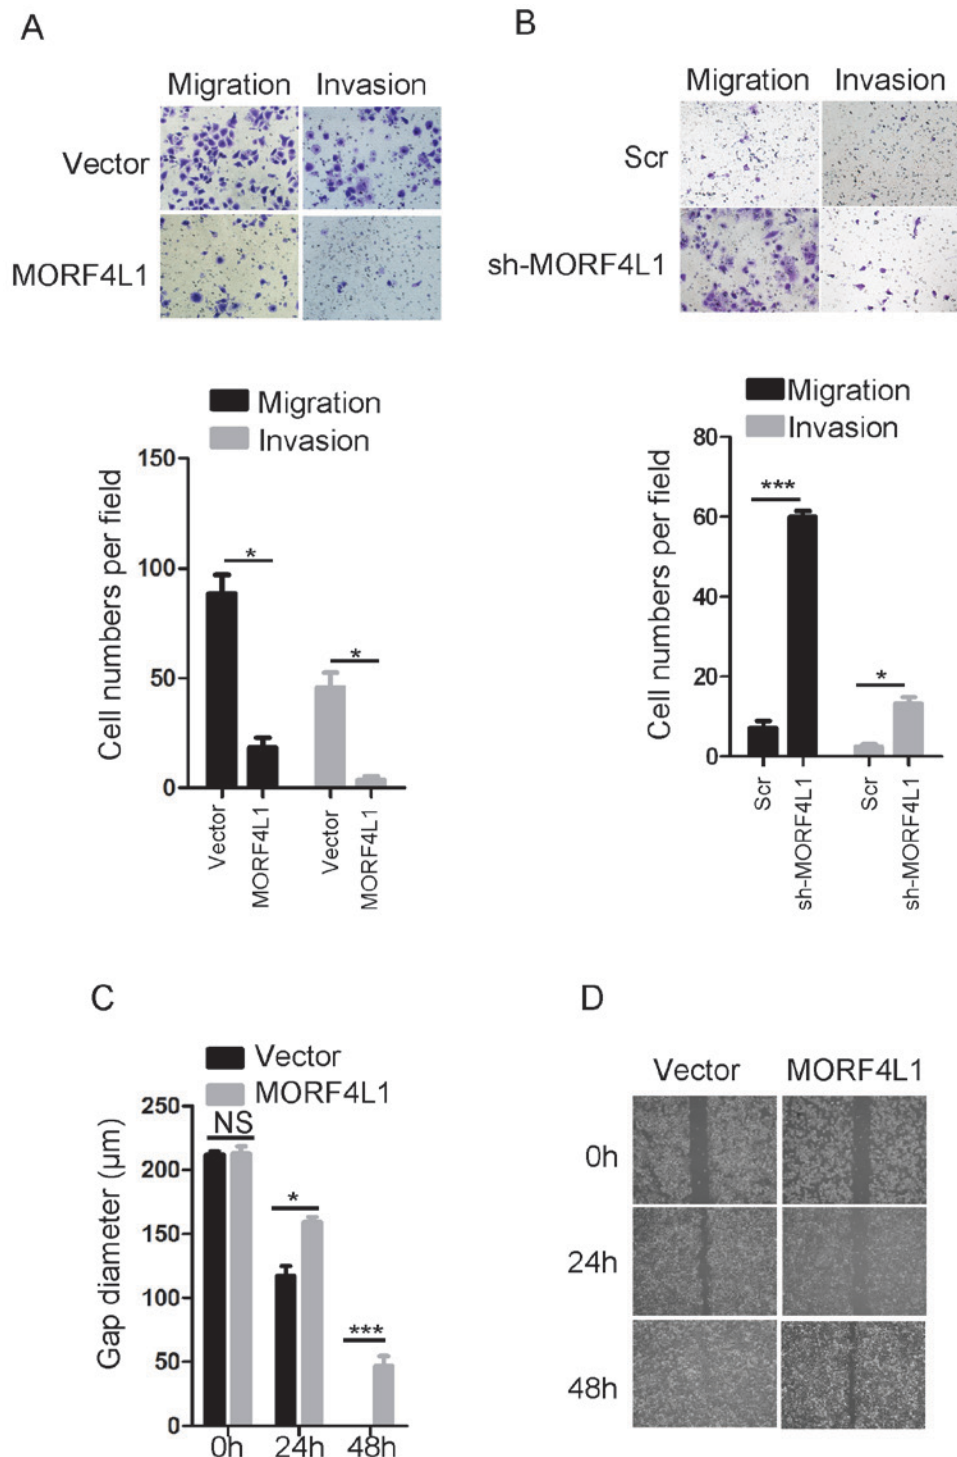 A
Migration Invasion
Vector
MORF4L1
Migration
Invasion
Cell numbers per field
150
100
50
0
*
*
Vector
MORF4L1
Vector
MORF4L1
B
Migration Invasion
Scr
sh-MORF4L1
Migration
Invasion
Cell numbers per field
80
60
40
20
0
***
*
Scr
sh-MORF4L1
Scr
sh-MORF4L1
C
Vector
MORF4L1
Gap diameter (μm)
250
200
150
100
50
0
NS
*
***
0h 24h 48h
D
Vector MORF4L1
0h
24h
48h